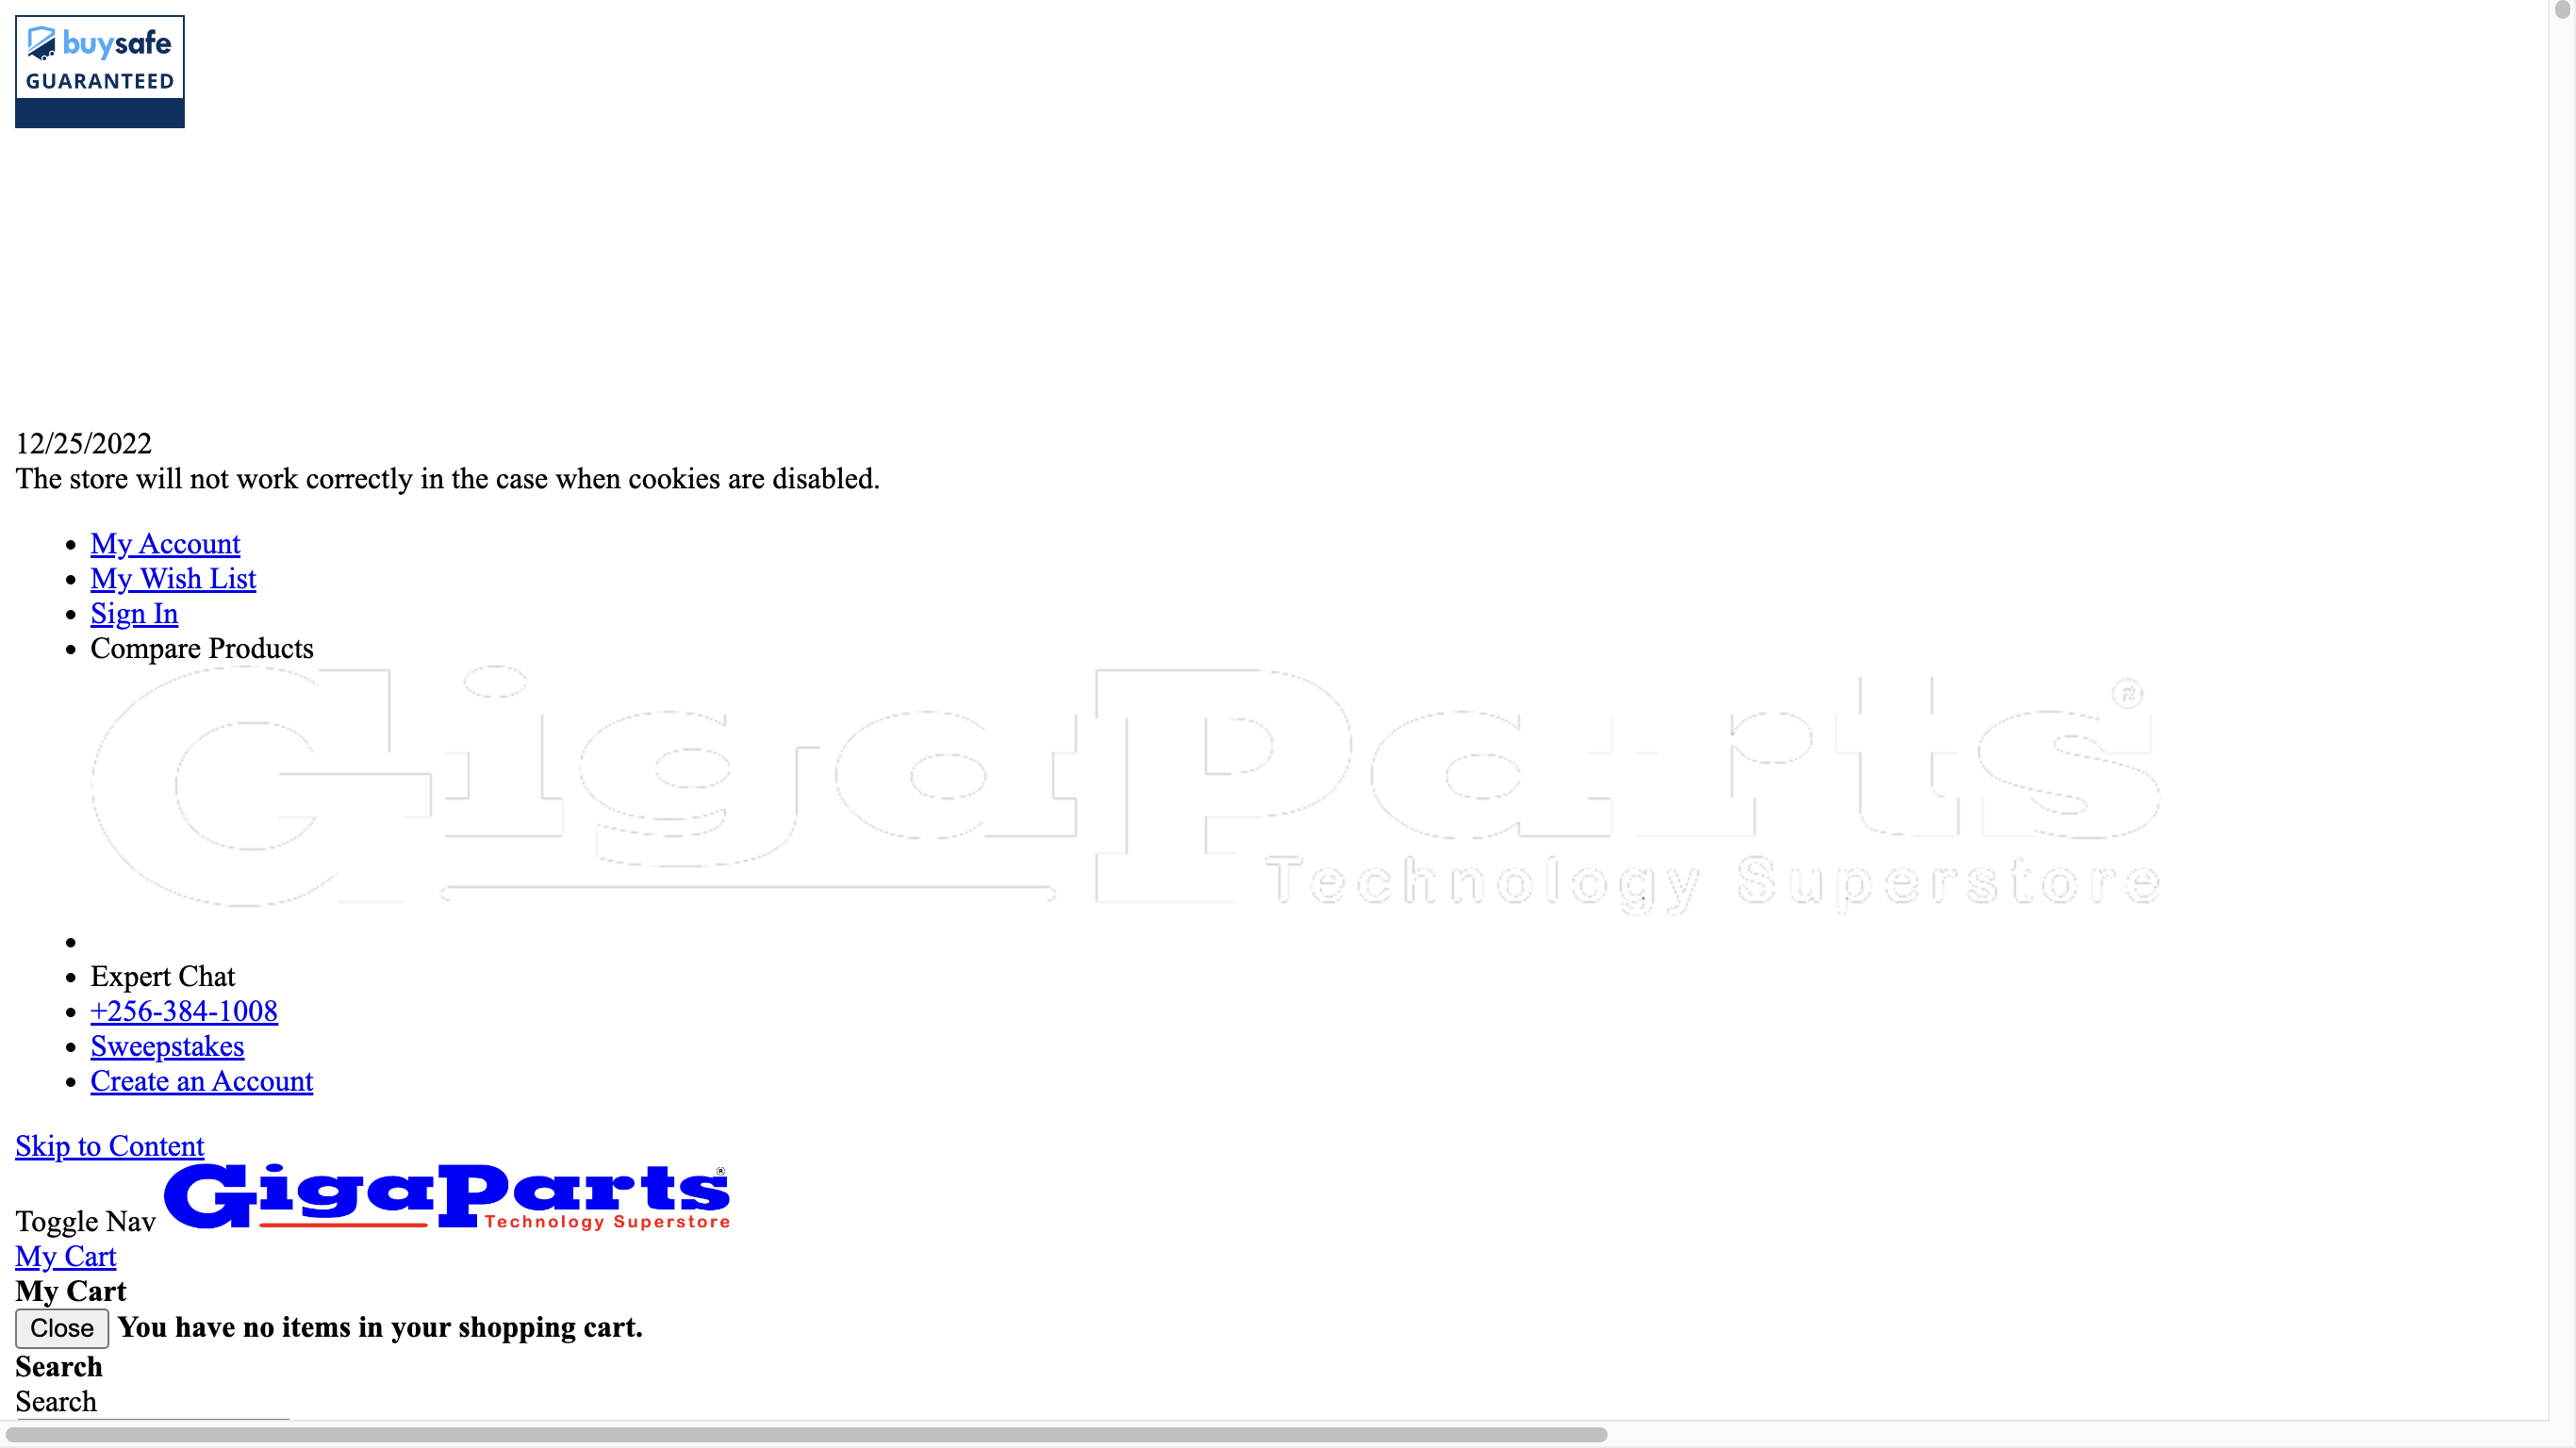 buysafe
GUARANTEED
12/25/2022
The store will not work correctly in the case when cookies are disabled.
My Account
My Wish List
Sign In
Compare Products
GigaParts®
Technology Superstore
Expert Chat
+256-384-1008
Sweepstakes
Create an Account
Skip to Content
Toggle Nav GigaParts®
Technology Superstore
My Cart
My Cart
Close You have no items in your shopping cart.
Search
Search